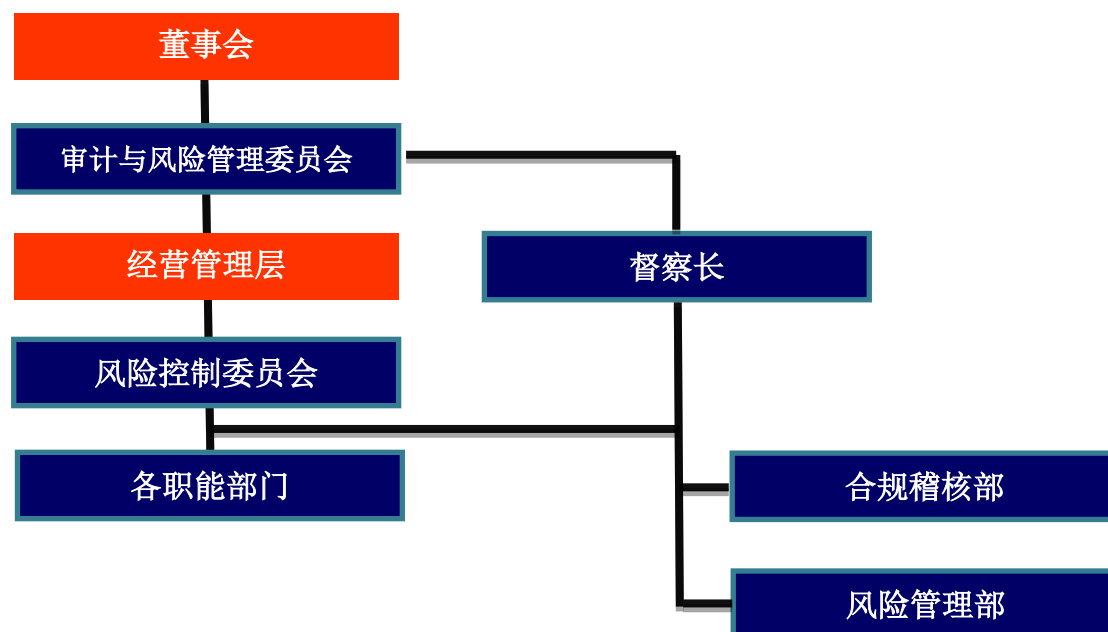 董事会
审计与风险管理委员会
经营管理层
督察长
风险控制委员会
各职能部门
合规稽核部
风险管理部